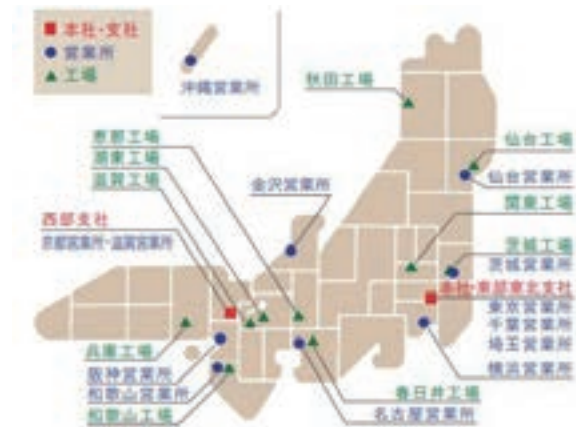 本社・支社
営業所
工場
沖縄営業所
秋田工場
仙台工場
仙台営業所
恵那工場
湖東工場
滋賀工場
金沢営業所
関東工場
西部支社
京都営業所・滋賀営業所
茨城工場
茨城営業所
本社・東部東北支社
東京営業所
千葉営業所
埼玉営業所
横浜営業所
兵庫工場
阪神営業所
和歌山営業所
和歌山工場
春日井工場
名古屋営業所